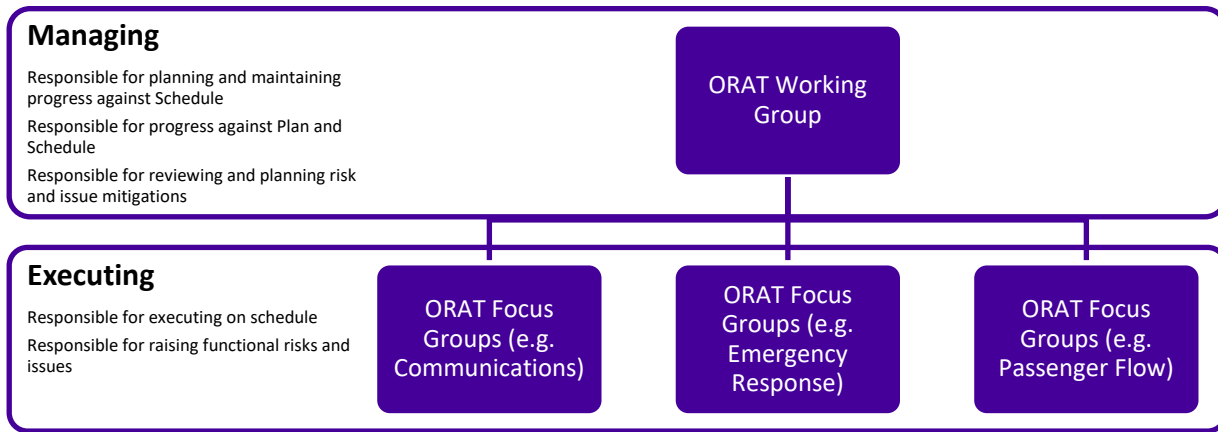 Managing
Responsible for planning and maintaining
progress against Schedule
Responsible for progress against Plan and
Schedule
Responsible for reviewing and planning risk
and issue mitigations
ORAT Working
Group
Executing
Responsible for executing on schedule
Responsible for raising functional risks and
issues
ORAT Focus
Groups (e.g.
Communications)
ORAT Focus
Groups (e.g.
Emergency
Response)
ORAT Focus
Groups (e.g.
Passenger Flow)